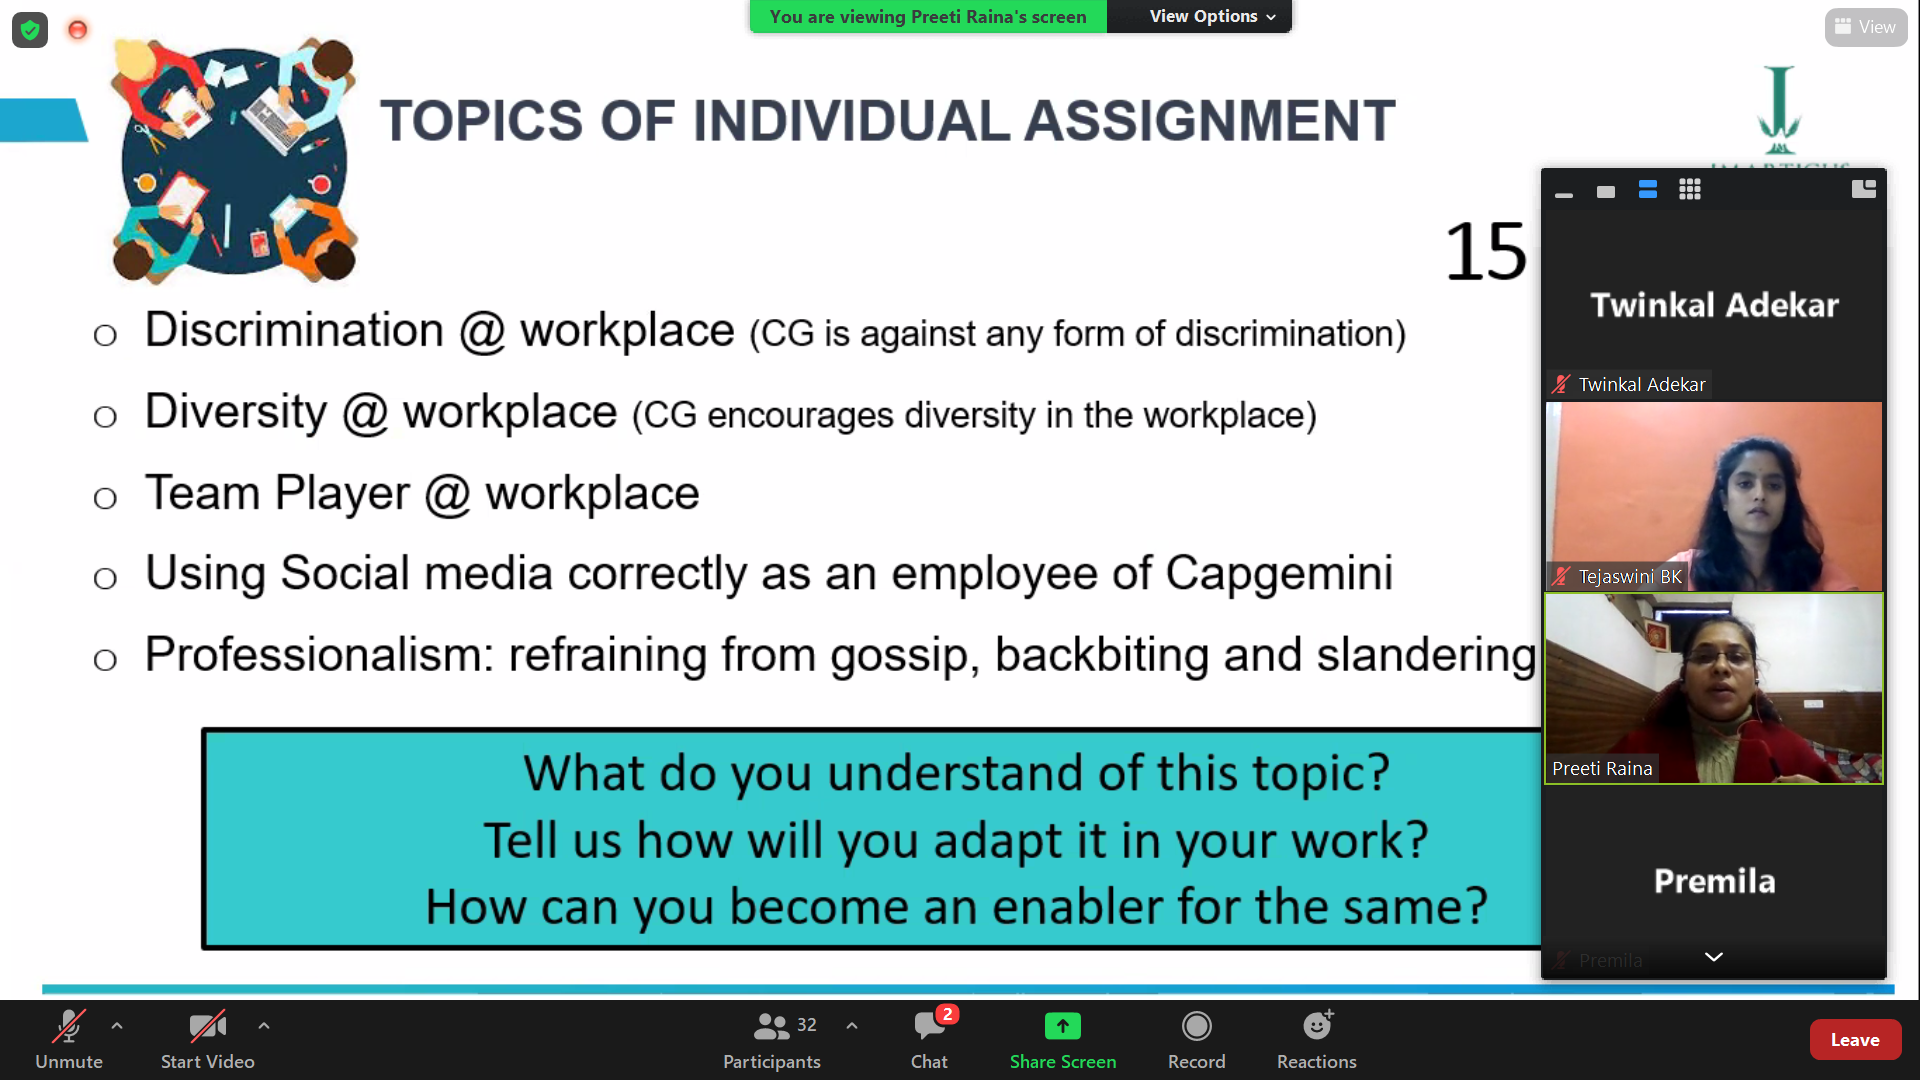 You are viewing Preeti Raina's screen
View Options
View
TOPICS OF INDIVIDUAL ASSIGNMENT
15
Discrimination @ workplace (CG is against any form of discrimination)
Diversity @ workplace (CG encourages diversity in the workplace)
Team Player @ workplace
Using Social media correctly as an employee of Capgemini
Professionalism: refraining from gossip, backbiting and slandering
What do you understand of this topic?
Tell us how will you adapt it in your work?
How can you become an enabler for the same?
Twinkal Adekar
Twinkal Adekar
Tejaswini BK
Preeti Raina
Premila
Premila
Unmute
Start Video
32
Participants
2
Chat
Share Screen
Record
Reactions
Leave